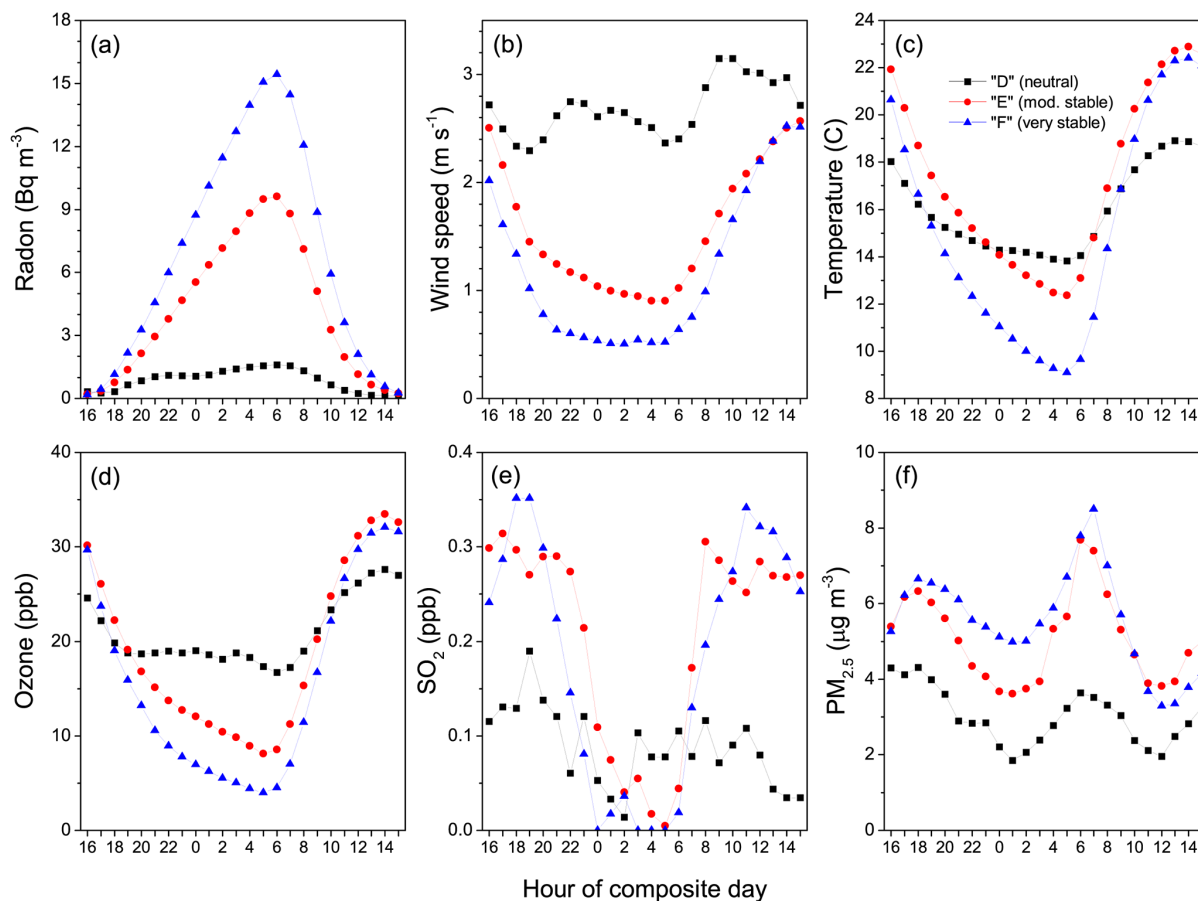 (a)
Radon (Bq m⁻³)
18
15
12
9
6
3
0
16 18 20 22 0 2 4 6 8 10 12 14
(b)
Wind speed (m s⁻¹)
3
2
1
0
16 18 20 22 0 2 4 6 8 10 12 14
(c)
"D" (neutral)
"E" (mod. stable)
"F" (very stable)
Temperature (C)
24
22
20
18
16
14
12
10
8
16 18 20 22 0 2 4 6 8 10 12 14
(d)
Ozone (ppb)
40
30
20
10
0
16 18 20 22 0 2 4 6 8 10 12 14
(e)
SO₂ (ppb)
0.4
0.3
0.2
0.1
0.0
16 18 20 22 0 2 4 6 8 10 12 14
(f)
PM₂.₅ (µg m⁻³)
10
8
6
4
2
0
16 18 20 22 0 2 4 6 8 10 12 14
Hour of composite day